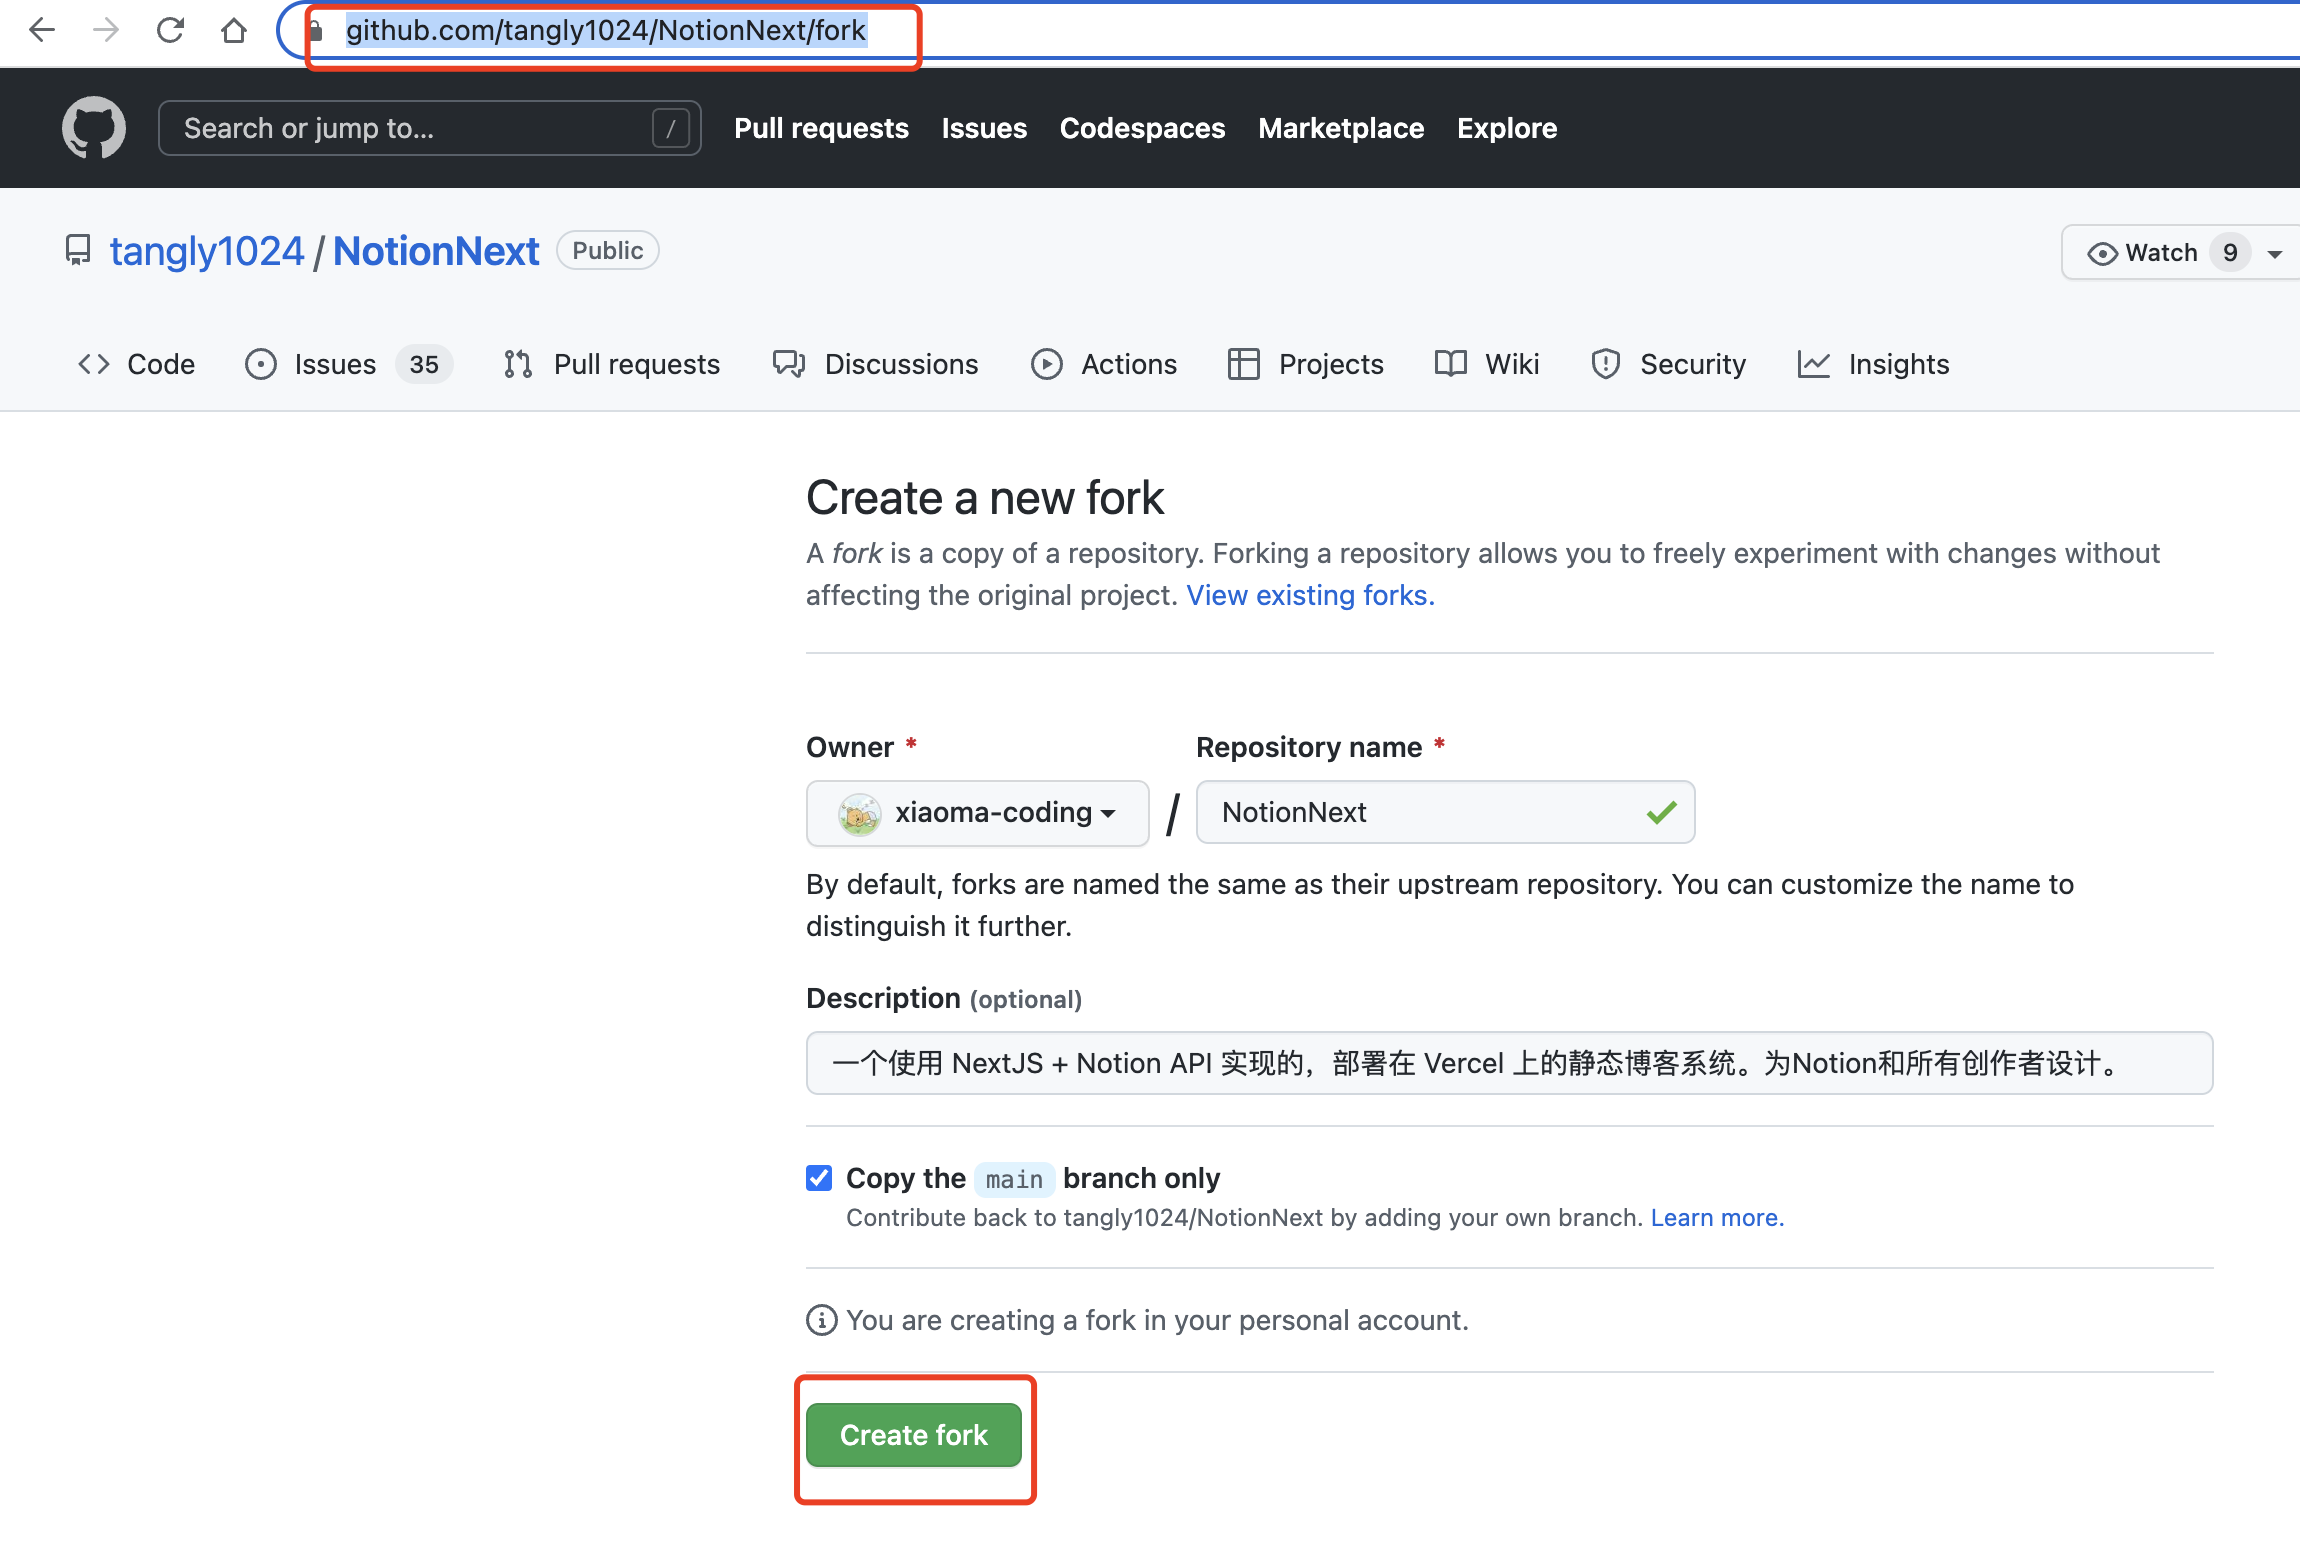 github.com/tangly1024/NotionNext/fork
Search or jump to... /
Pull requests Issues Codespaces Marketplace Explore
tangly1024 / NotionNext Public
Watch 9
Code Issues 35 Pull requests Discussions Actions Projects Wiki Security Insights
Create a new fork
A fork is a copy of a repository. Forking a repository allows you to freely experiment with changes without
affecting the original project. View existing forks.
Owner * Repository name *
xiaoma-coding / NotionNext
By default, forks are named the same as their upstream repository. You can customize the name to
distinguish it further.
Description (optional)
一个使用 NextJS + Notion API 实现的，部署在 Vercel 上的静态博客系统。为Notion和所有创作者设计。
Copy the main branch only
Contribute back to tangly1024/NotionNext by adding your own branch. Learn more.
You are creating a fork in your personal account.
Create fork